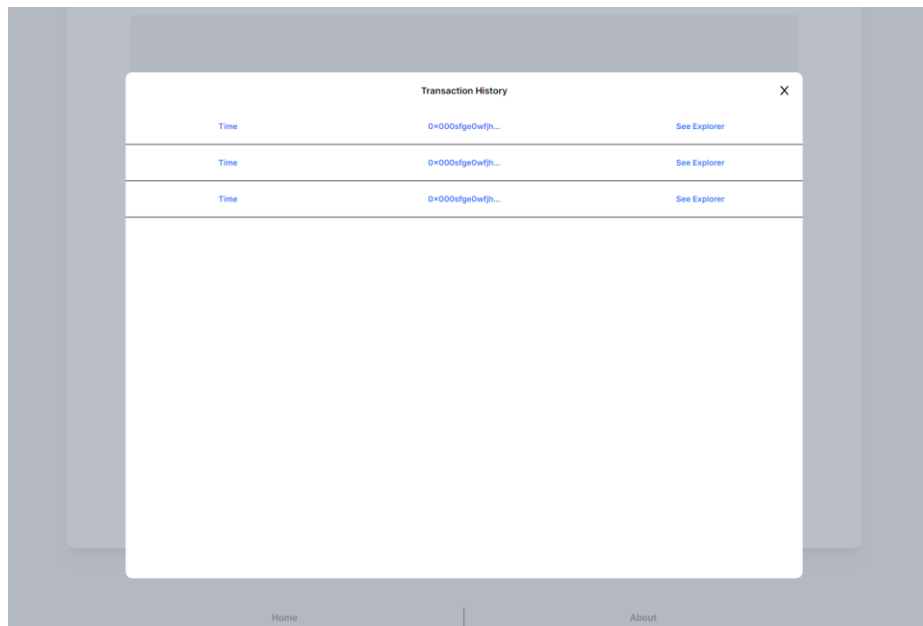 Transaction History X
Time 0x000sfge0wfjh... See Explorer
Time 0x000sfge0wfjh... See Explorer
Time 0x000sfge0wfjh... See Explorer
Home About